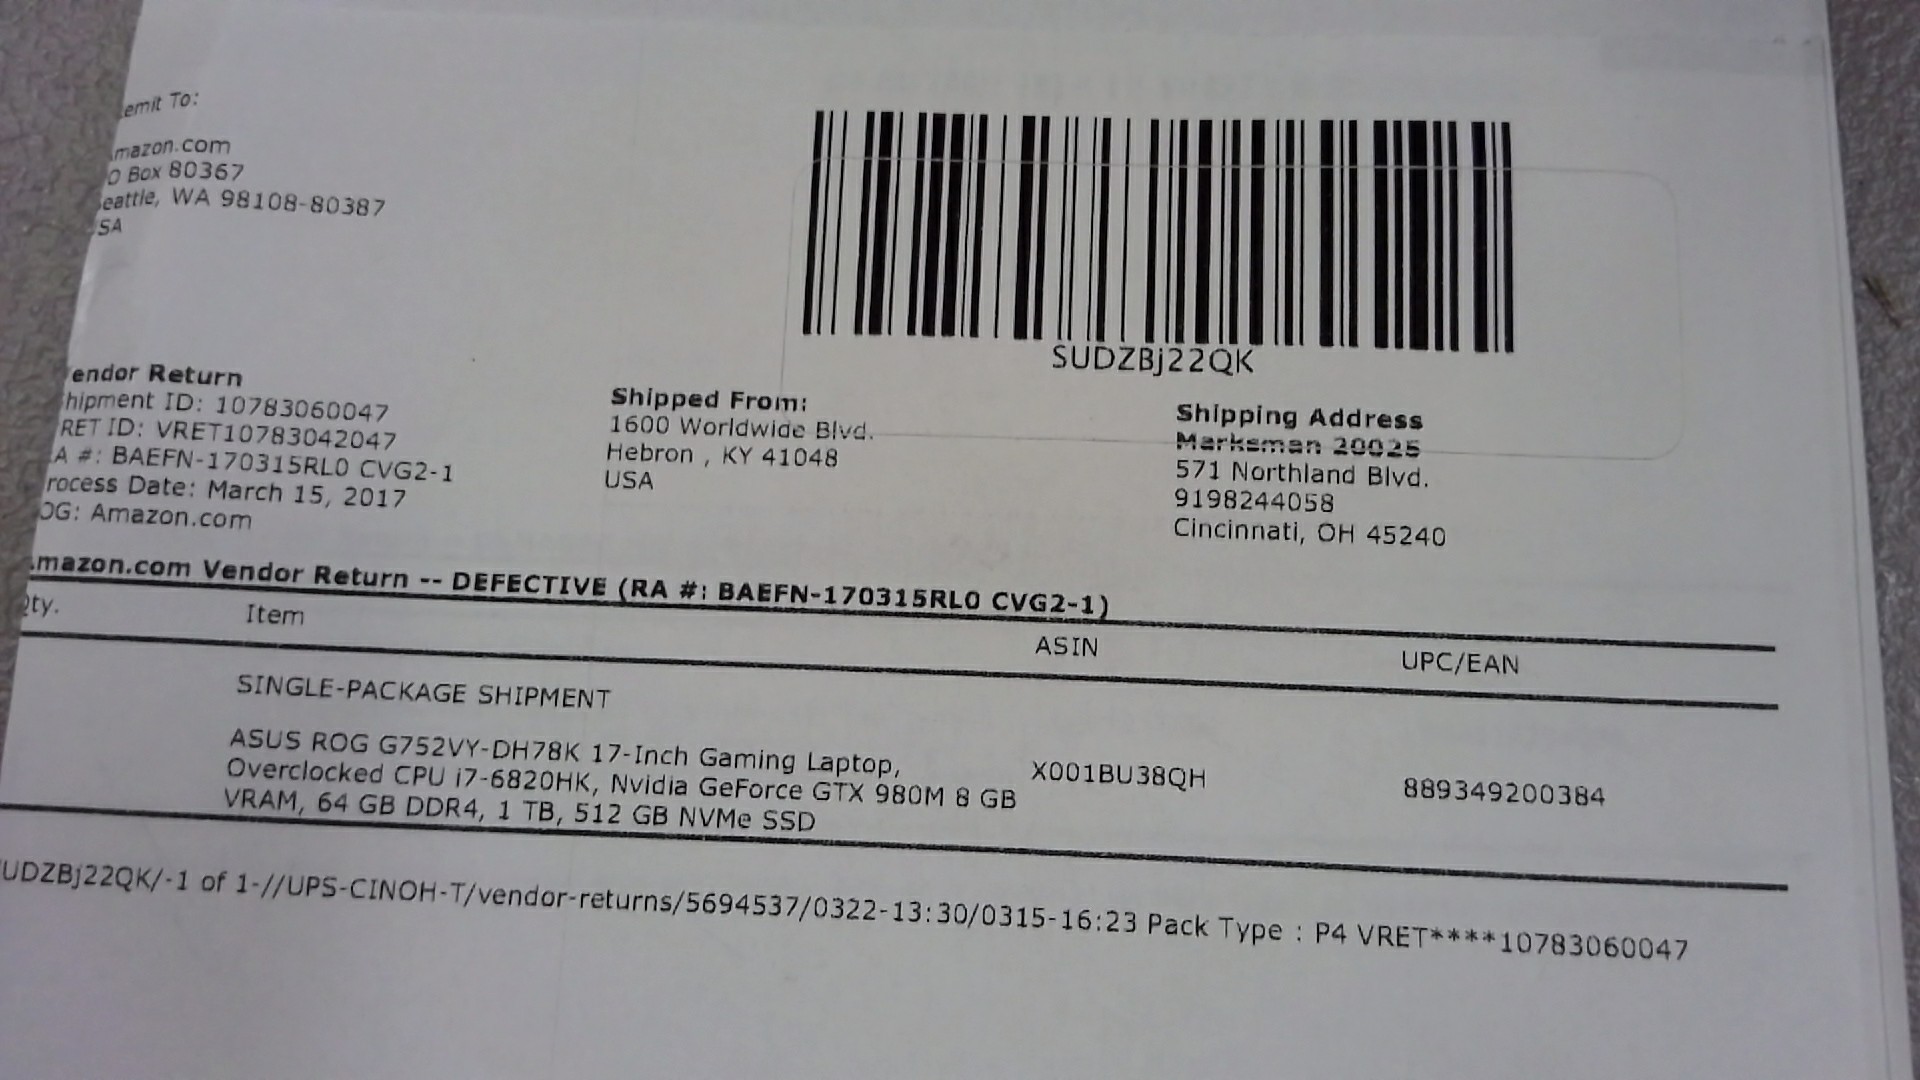 emit To:
mazon.com
O Box 80367
eattle, WA 98108-80387
SA
SUDZBj22QK
endor Return
hipment ID: 10783060047
RET ID: VRET10783042047
A #: BAEFN-170315RL0 CVG2-1
rocess Date: March 15, 2017
OG: Amazon.com
Shipped From:
1600 Worldwide Blvd.
Hebron , KY 41048
USA
Shipping Address
Marksman 20025
571 Northland Blvd.
9198244058
Cincinnati, OH 45240
mazon.com Vendor Return -- DEFECTIVE (RA #: BAEFN-170315RL0 CVG2-1)
Qty. Item ASIN UPC/EAN
SINGLE-PACKAGE SHIPMENT
ASUS ROG G752VY-DH78K 17-Inch Gaming Laptop,
Overclocked CPU i7-6820HK, Nvidia GeForce GTX 980M 8 GB
VRAM, 64 GB DDR4, 1 TB, 512 GB NVMe SSD
X001BU38QH
889349200384
UDZBj22QK/-1 of 1-//UPS-CINOH-T/vendor-returns/5694537/0322-13:30/0315-16:23 Pack Type : P4 VRET****10783060047